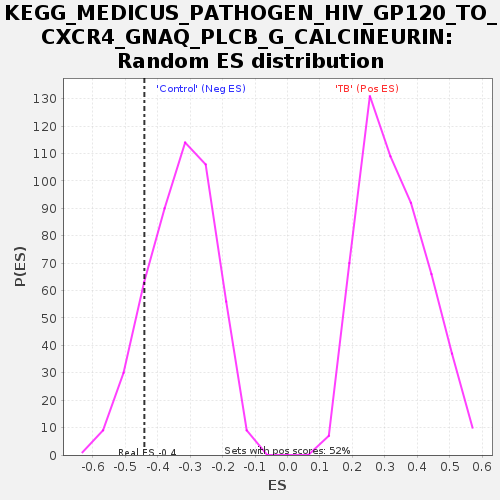 KEGG_MEDICUS_PATHOGEN_HIV_GP120_TO_
CXCR4_GNAQ_PLCB_G_CALCINEURIN:
Random ES distribution
'Control' (Neg ES)
'TB' (Pos ES)
130
120
110
100
90
80
70
60
50
40
30
20
10
0
P(ES)
Real ES -0.4
Sets with pos scores: 52%
-0.6 -0.5 -0.4 -0.3 -0.2 -0.1 0.0 0.1 0.2 0.3 0.4 0.5 0.6
ES